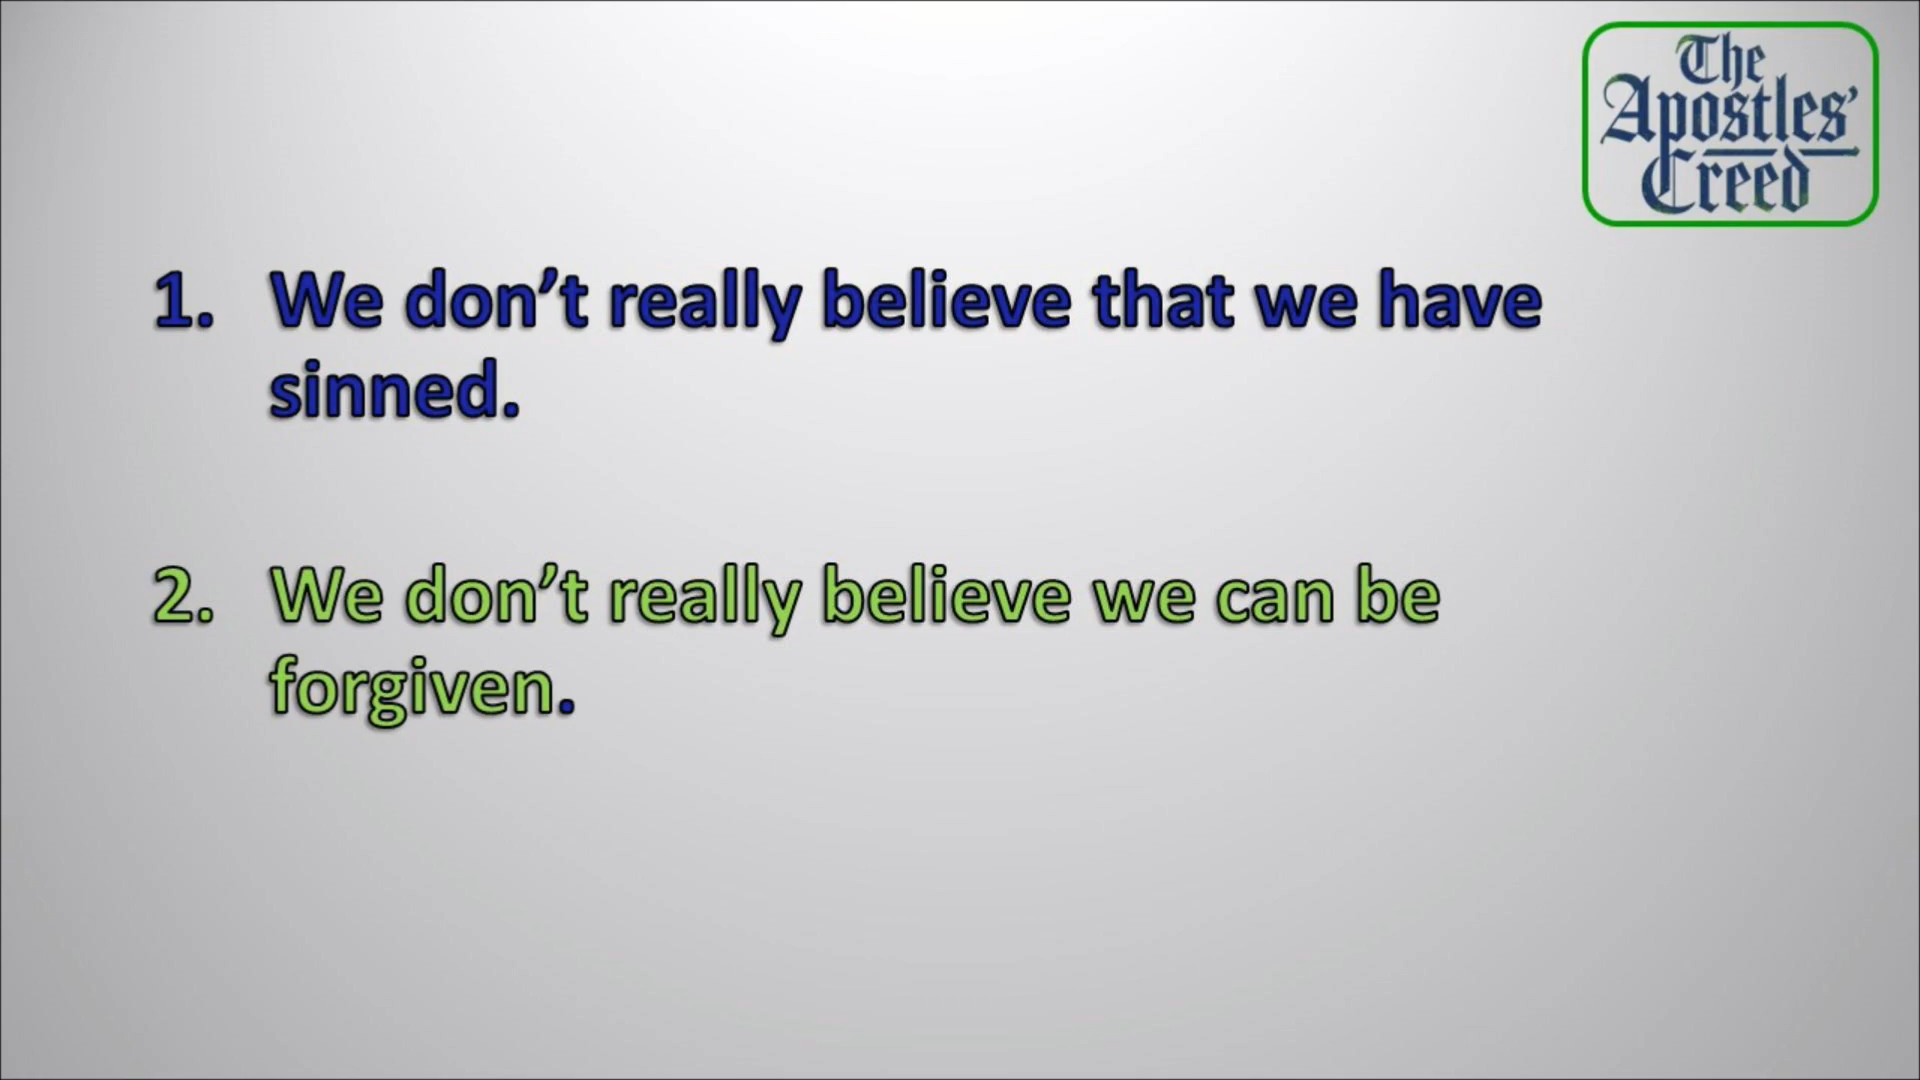 The
Apostles’
Creed
1. We don’t really believe that we have
sinned.
2. We don’t really believe we can be
forgiven.